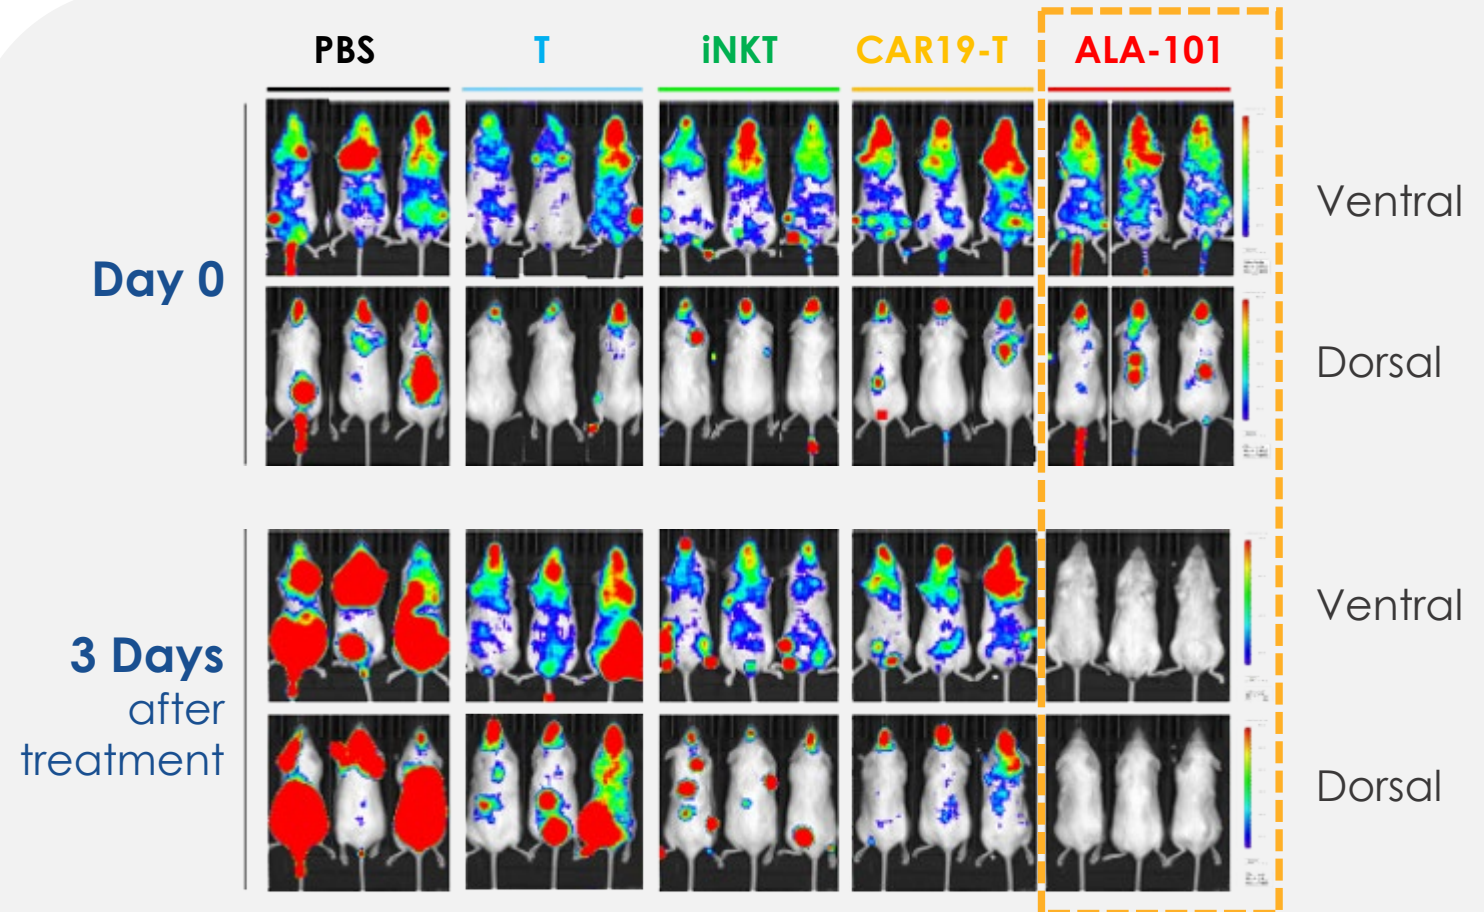 PBS
T
iNKT
CAR19-T
ALA-101
Day 0
Ventral
Dorsal
3 Days
after
treatment
Ventral
Dorsal